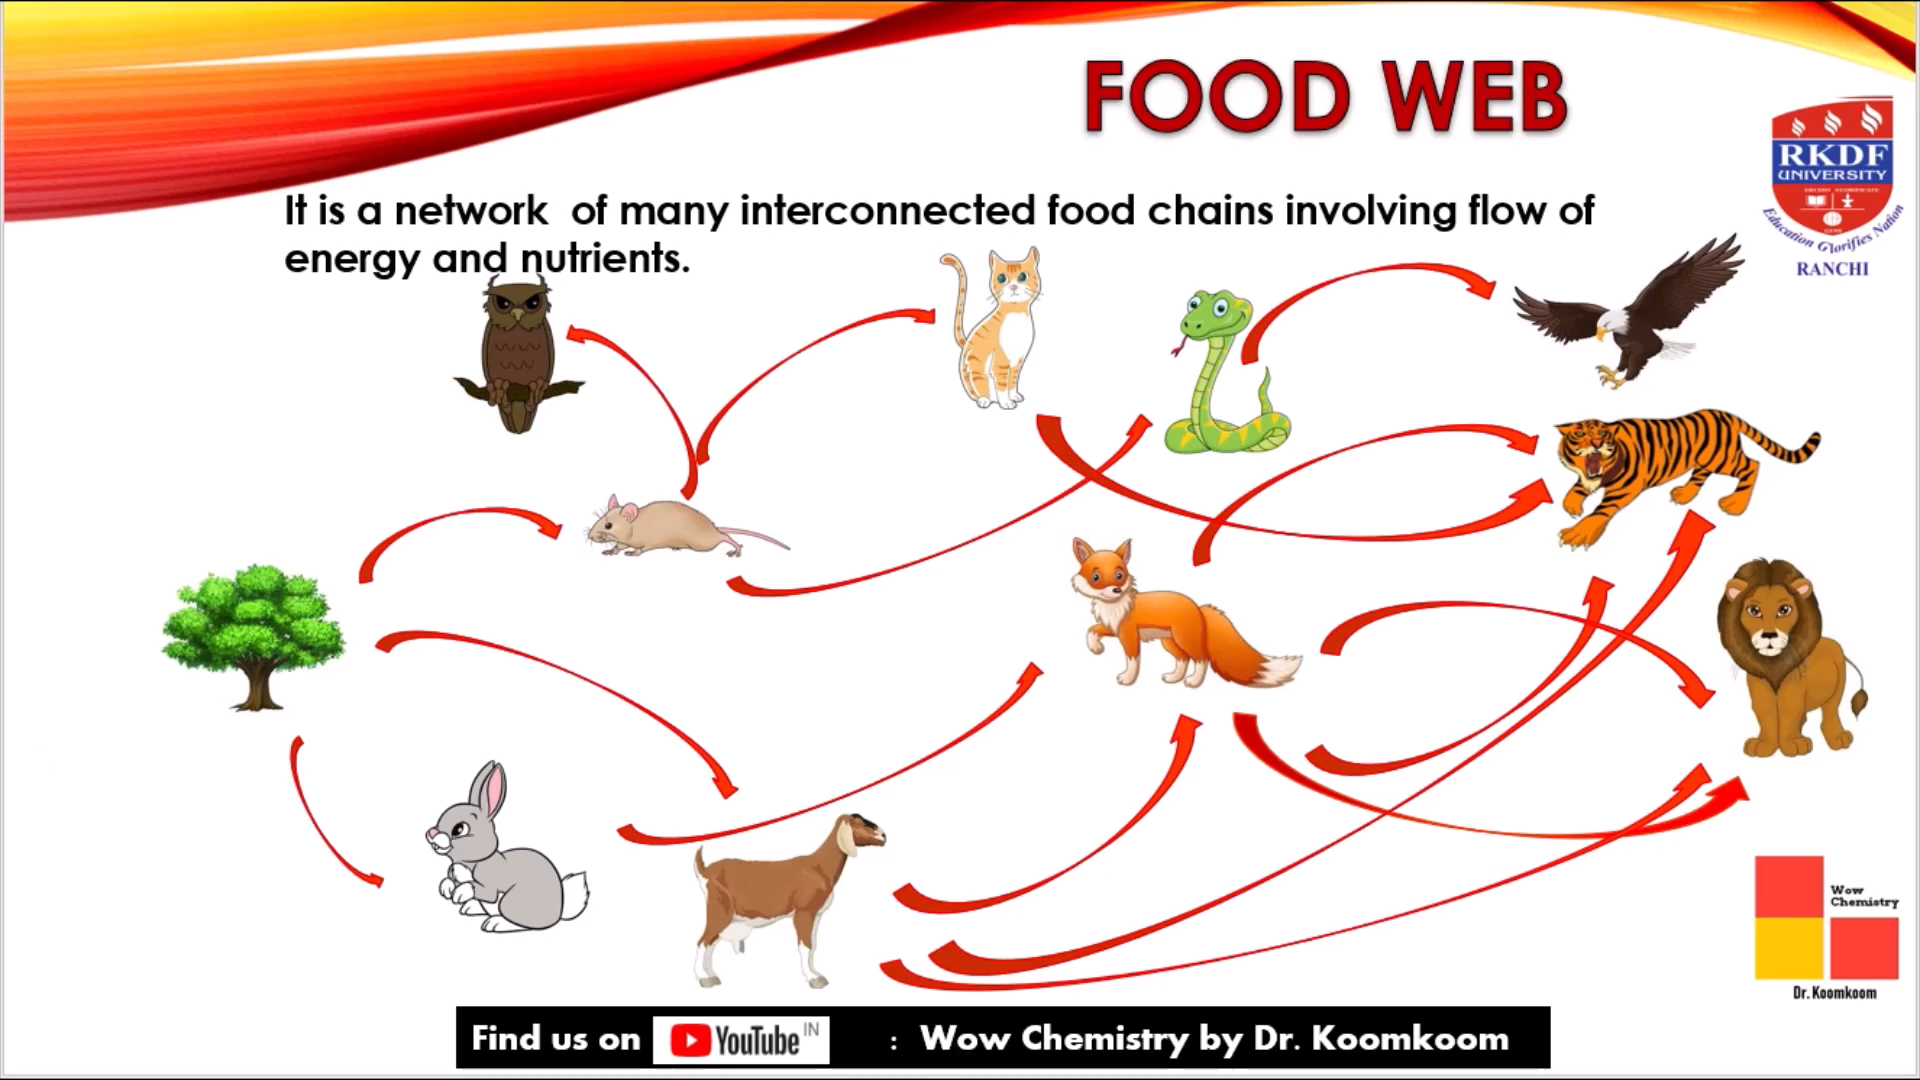 FOOD WEB
RKDF
UNIVERSITY
Education Glorifies Nation
RANCHI
It is a network of many interconnected food chains involving flow of
energy and nutrients.
Wow
Chemistry
Dr. Koomkoom
Find us on YouTube IN : Wow Chemistry by Dr. Koomkoom